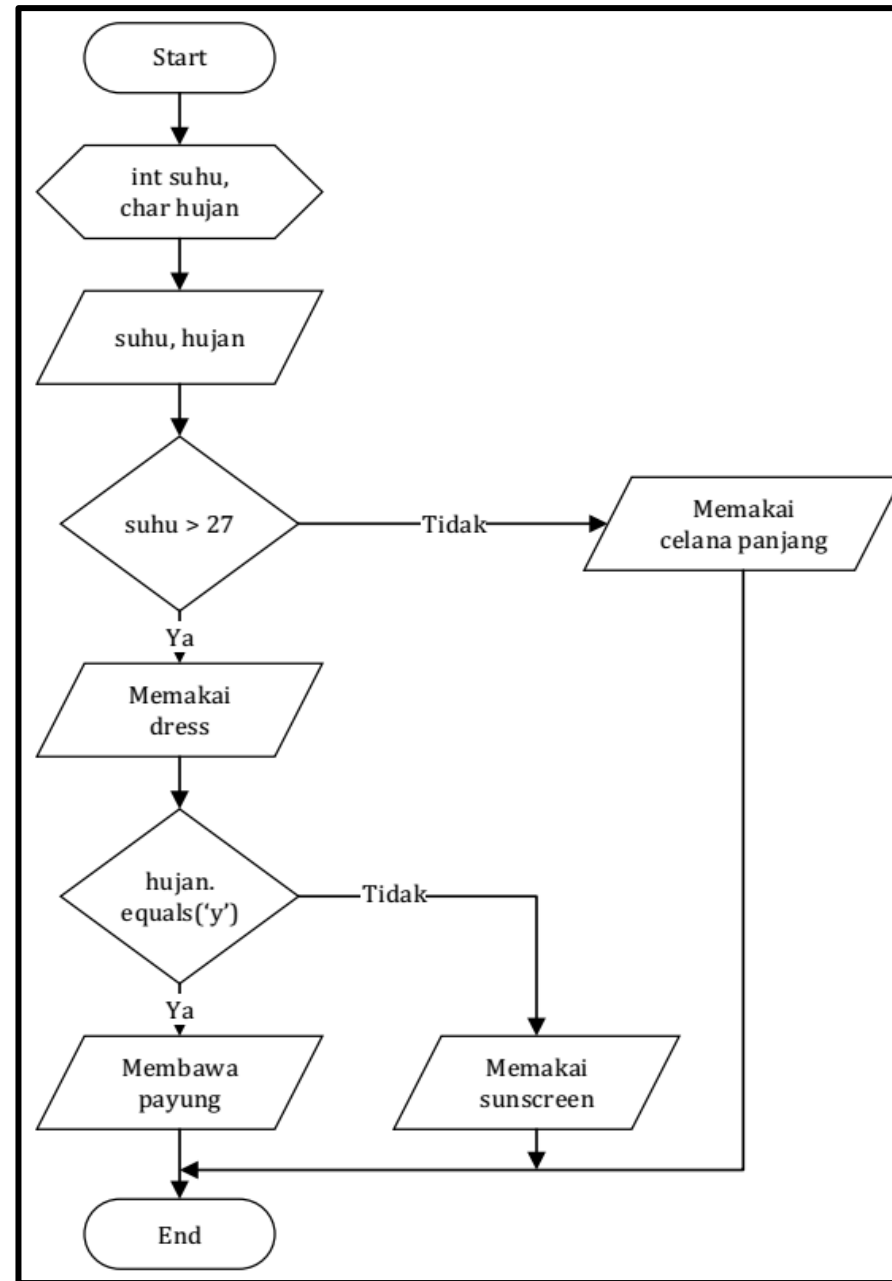 Start
int suhu,
char hujan
suhu, hujan
suhu > 27
Tidak
Memakai
celana panjang
Ya
Memakai
dress
hujan.
equals(‘y’)
Tidak
Ya
Membawa
payung
Memakai
sunscreen
End